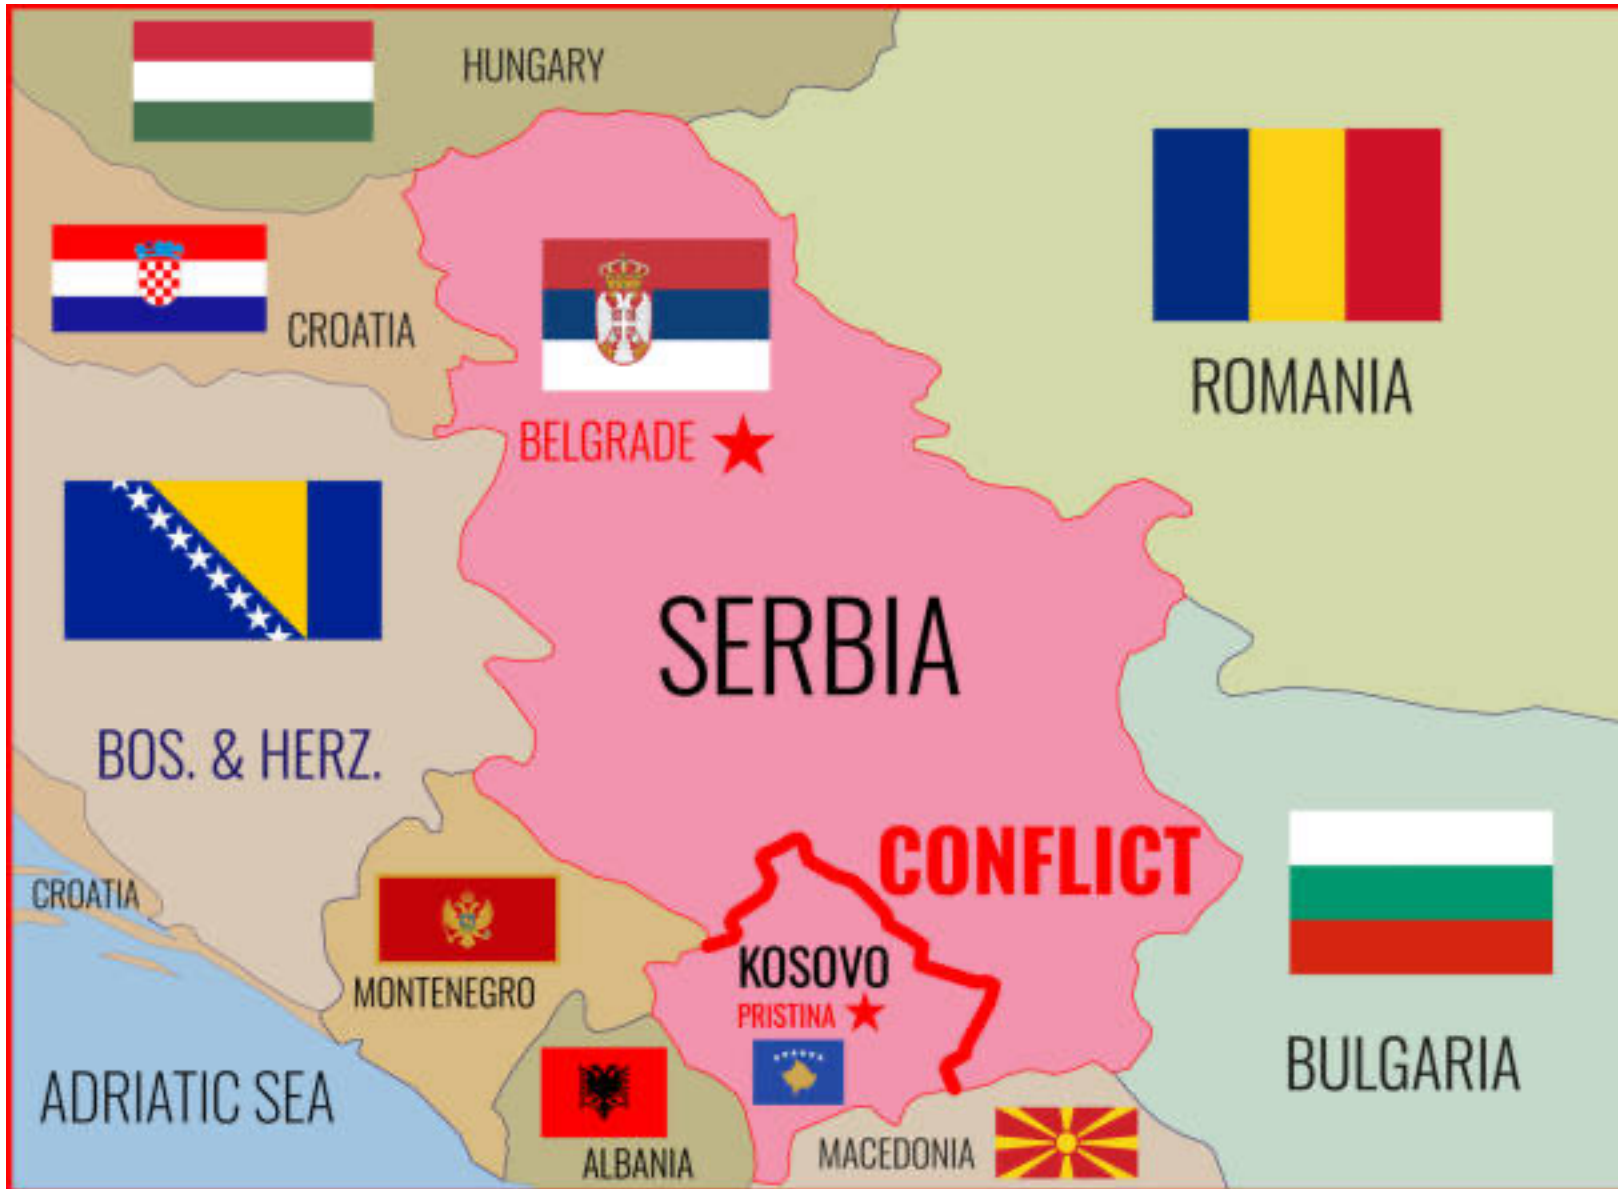 HUNGARY
CROATIA
ROMANIA
BELGRADE
SERBIA
BOS. & HERZ.
CONFLICT
CROATIA
KOSOVO
MONTENEGRO
PRISTINA
BULGARIA
ADRIATIC SEA
ALBANIA
MACEDONIA